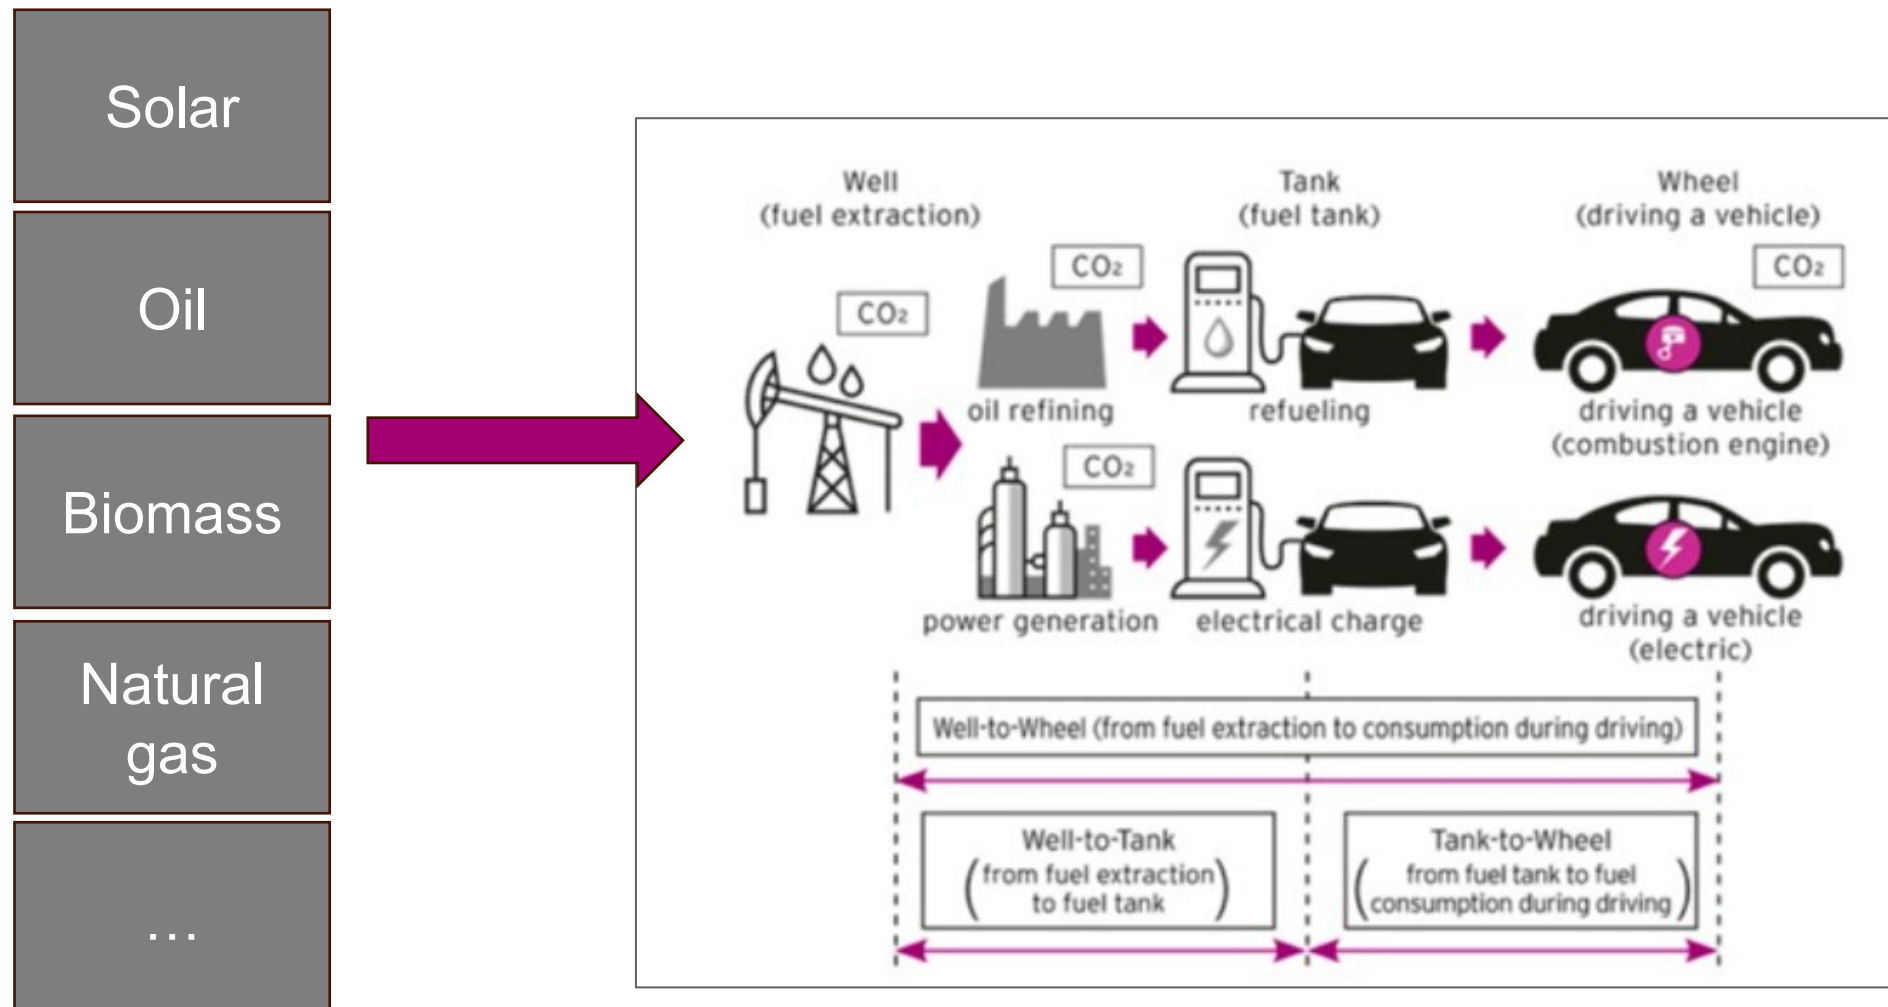 Solar
Oil
Biomass
Natural
gas
...
Well
(fuel extraction)
Tank
(fuel tank)
Wheel
(driving a vehicle)
CO₂
CO₂
CO₂
oil refining
refueling
driving a vehicle
(combustion engine)
CO₂
power generation
electrical charge
driving a vehicle
(electric)
Well-to-Wheel (from fuel extraction to consumption during driving)
Well-to-Tank
(from fuel extraction
to fuel tank)
Tank-to-Wheel
(from fuel tank to fuel
consumption during driving)